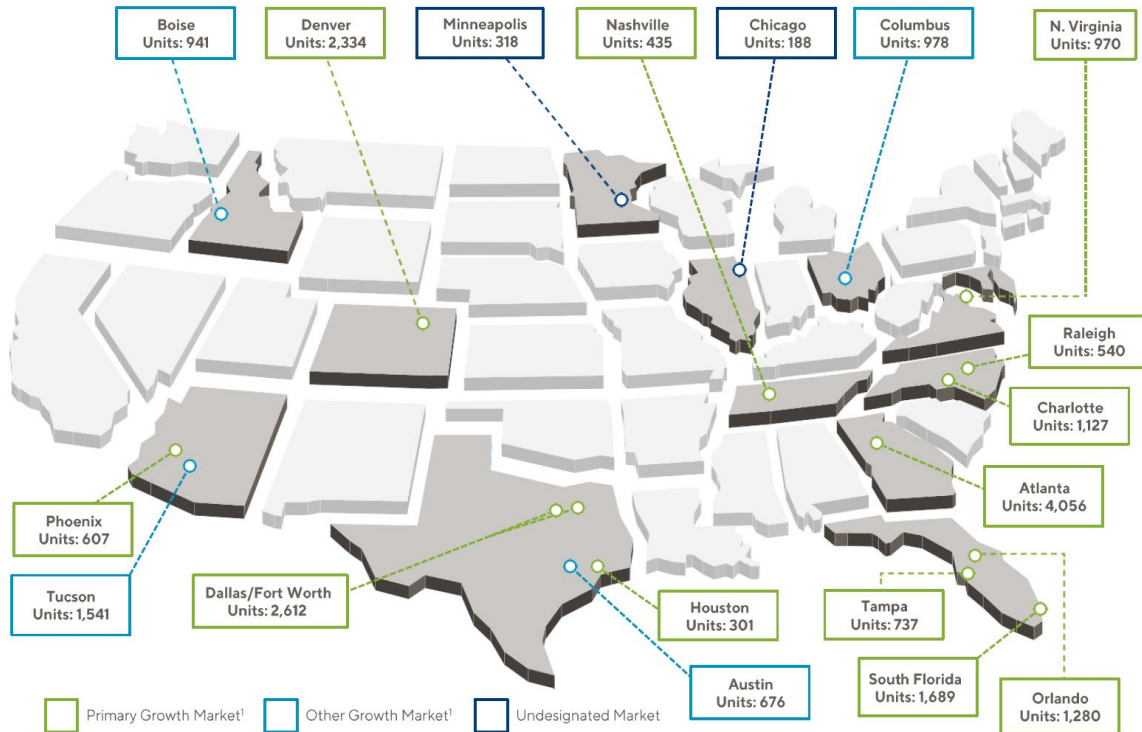 Boise
Units: 941
Denver
Units: 2,334
Minneapolis
Units: 318
Nashville
Units: 435
Chicago
Units: 188
Columbus
Units: 978
N. Virginia
Units: 970
Raleigh
Units: 540
Charlotte
Units: 1,127
Atlanta
Units: 4,056
Phoenix
Units: 607
Tucson
Units: 1,541
Dallas/Fort Worth
Units: 2,612
Houston
Units: 301
Tampa
Units: 737
Austin
Units: 676
South Florida
Units: 1,689
Orlando
Units: 1,280
Primary Growth Market¹
Other Growth Market¹
Undesignated Market